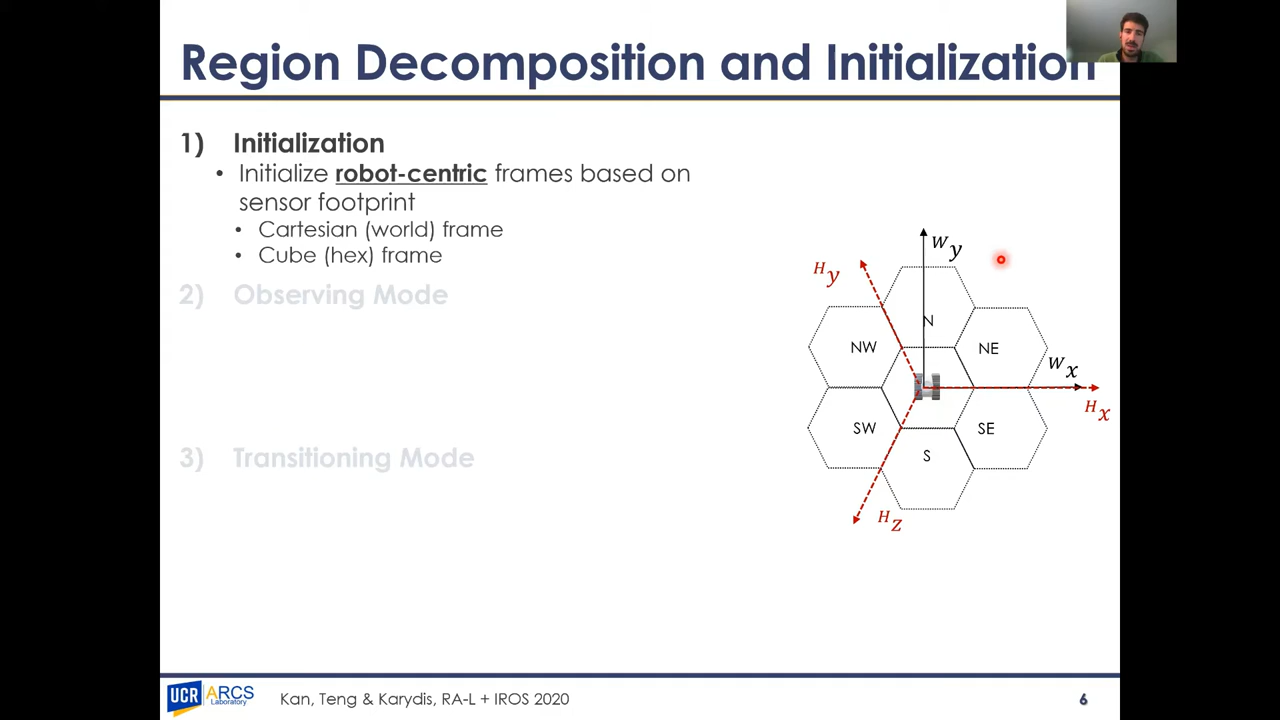 Region Decomposition and Initialization
1) Initialization
• Initialize robot-centric frames based on
sensor footprint
• Cartesian (world) frame
• Cube (hex) frame
2) Observing Mode
3) Transitioning Mode
W y
H y
N
NW
NE
W x
H x
SW
SE
S
H z
UCR ARCS Laboratory
Kan, Teng & Karydis, RA-L + IROS 2020
6